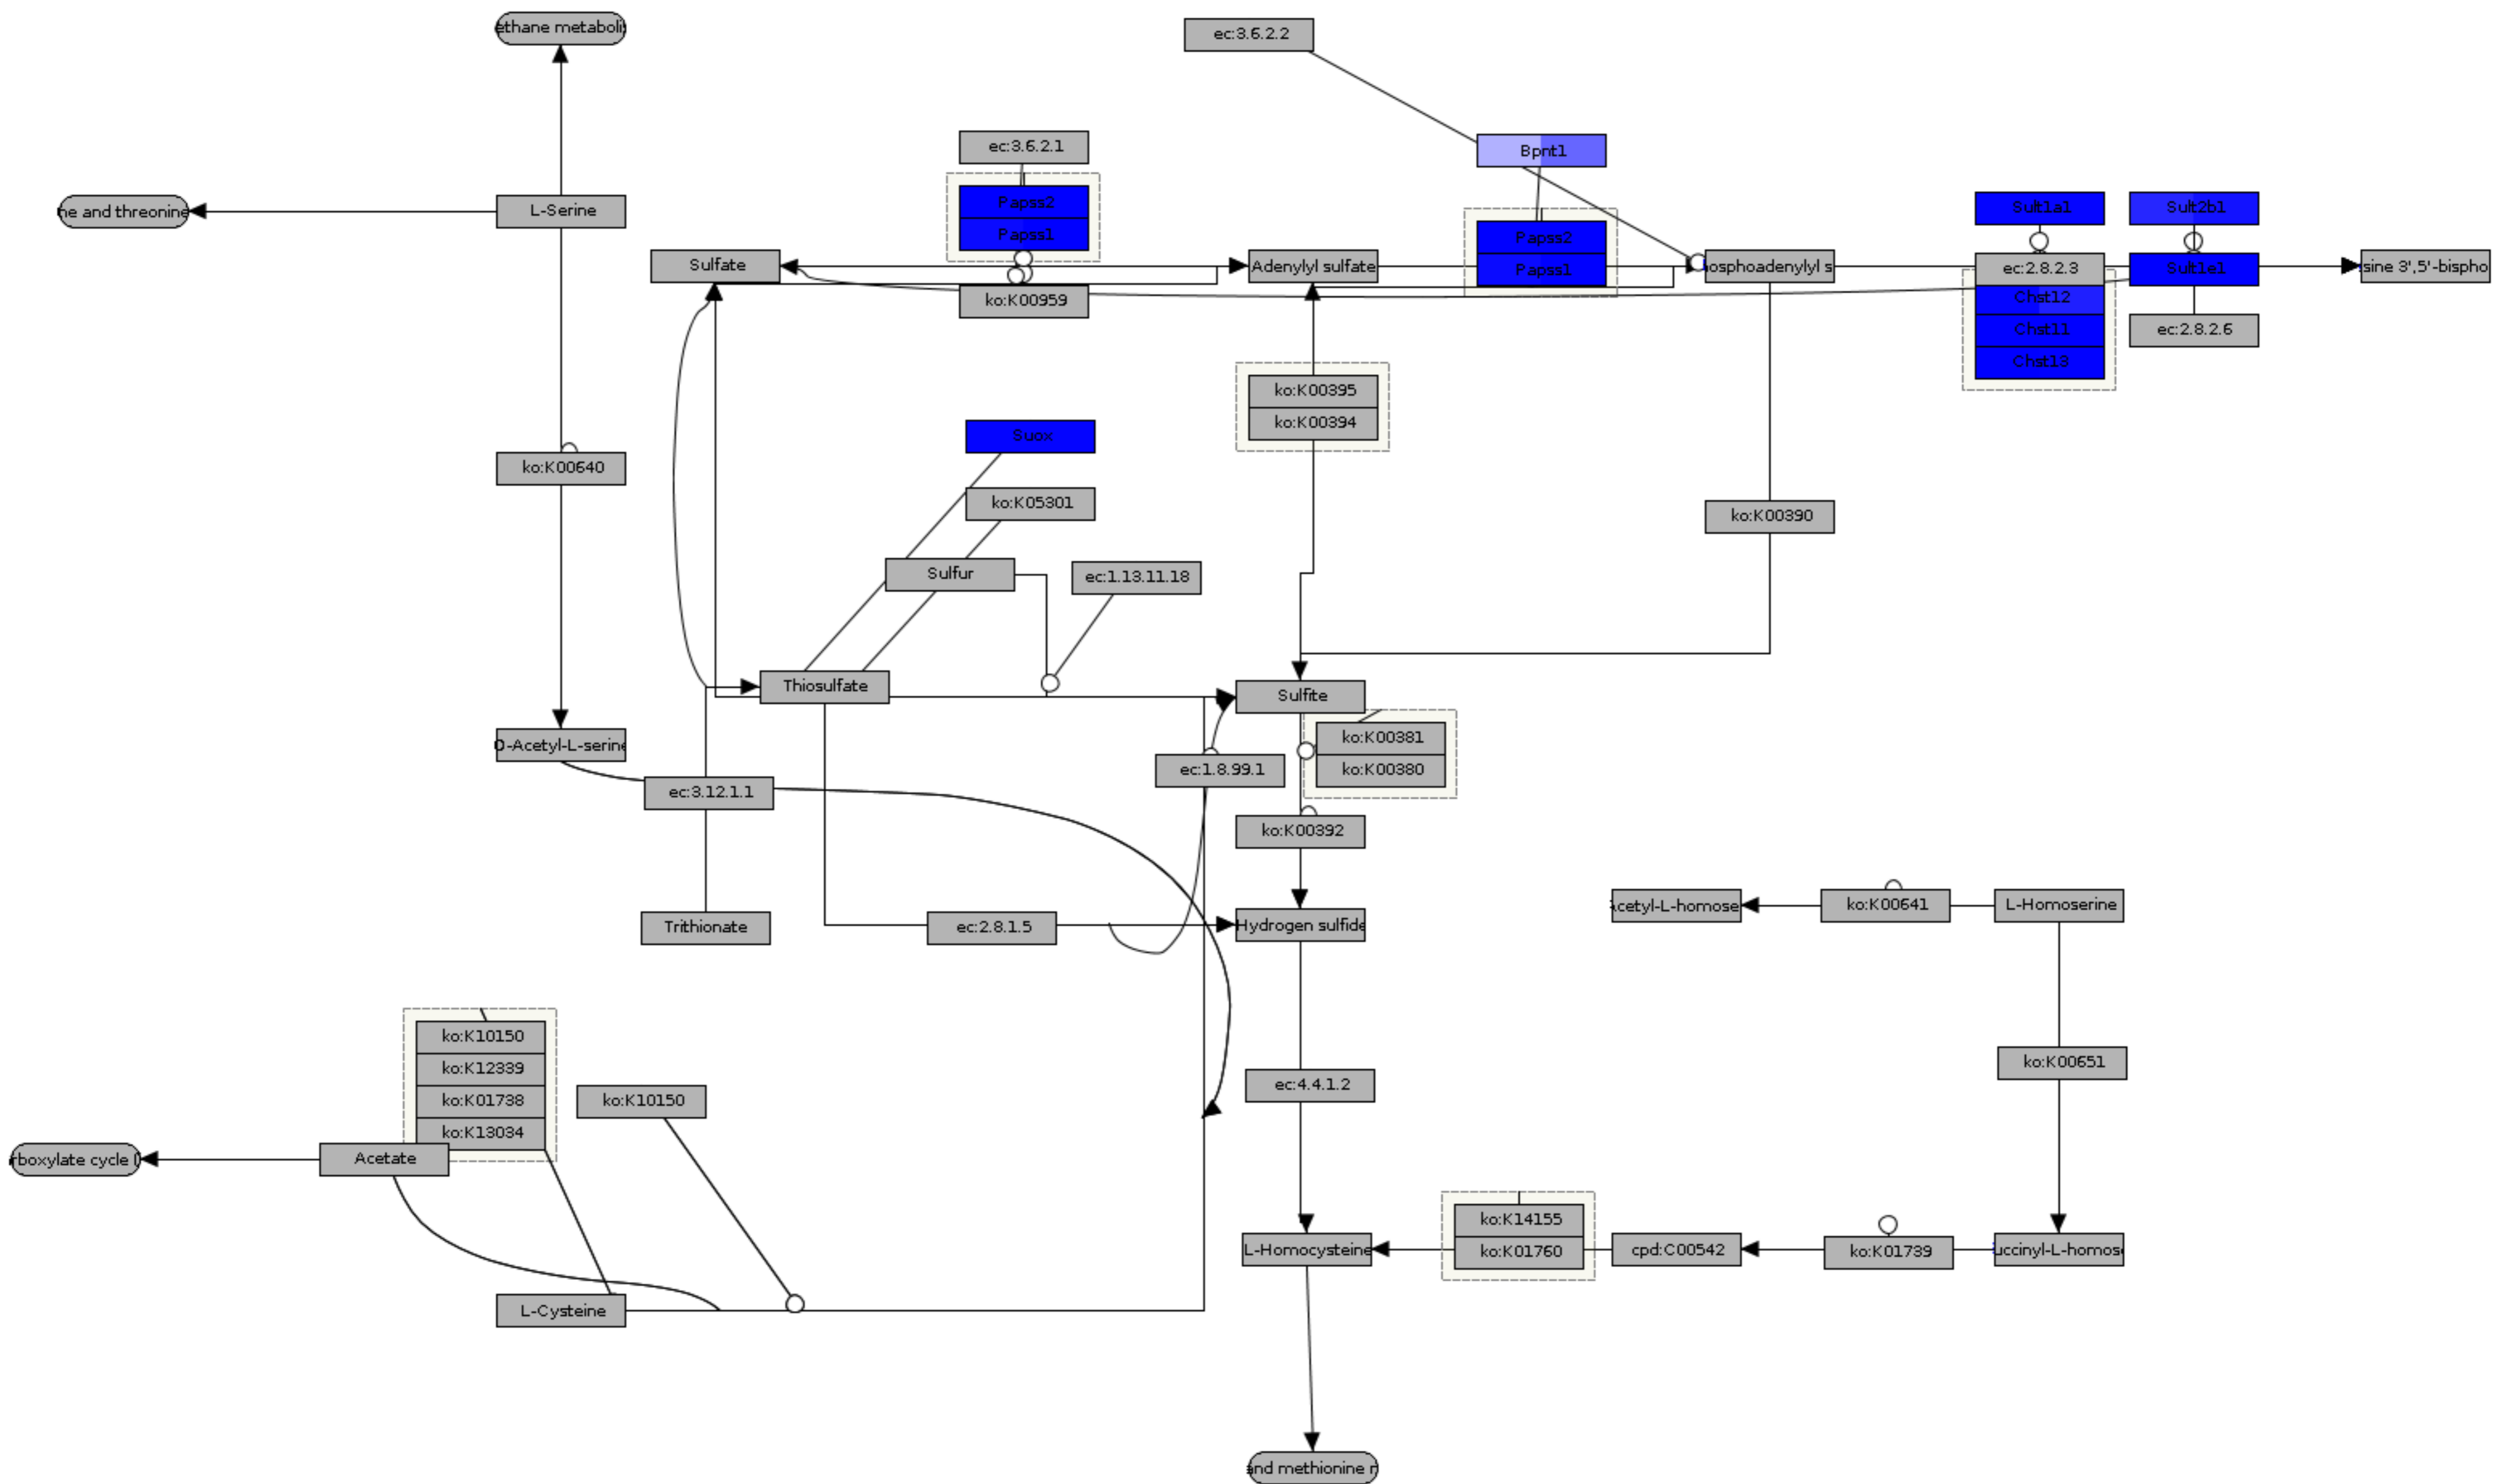 ethane metaboli
ec:3.6.2.2
ec:3.6.2.1
Bpnt1
ne and threonine
L-Serine
Papss2
Papss1
Sult1a1
Sult2b1
Sulfate
Adenylyl sulfate
Papss2
Papss1
hosphoadenylyl s
ec:2.8.2.3
Sult1e1
sine 3',5'-bispho
ko:K00959
Chst12
Chst11
Chst13
ec:2.8.2.6
ko:K00395
ko:K00394
Suox
ko:K00640
ko:K05301
ko:K00390
Sulfur
ec:1.13.11.18
Thiosulfate
Sulfite
O-Acetyl-L-serine
ko:K00381
ko:K00380
ec:1.8.99.1
ec:3.12.1.1
ko:K00392
Trithionate
ec:2.8.1.5
Hydrogen sulfide
cetyl-L-homose
ko:K00641
L-Homoserine
ko:K10150
ko:K12339
ko:K01738
ko:K13034
ko:K10150
ec:4.4.1.2
ko:K00651
rboxylate cycle (
Acetate
L-Homocysteine
ko:K14155
ko:K01760
cpd:C00542
ko:K01739
uccinyl-L-homos
L-Cysteine
and methionine r